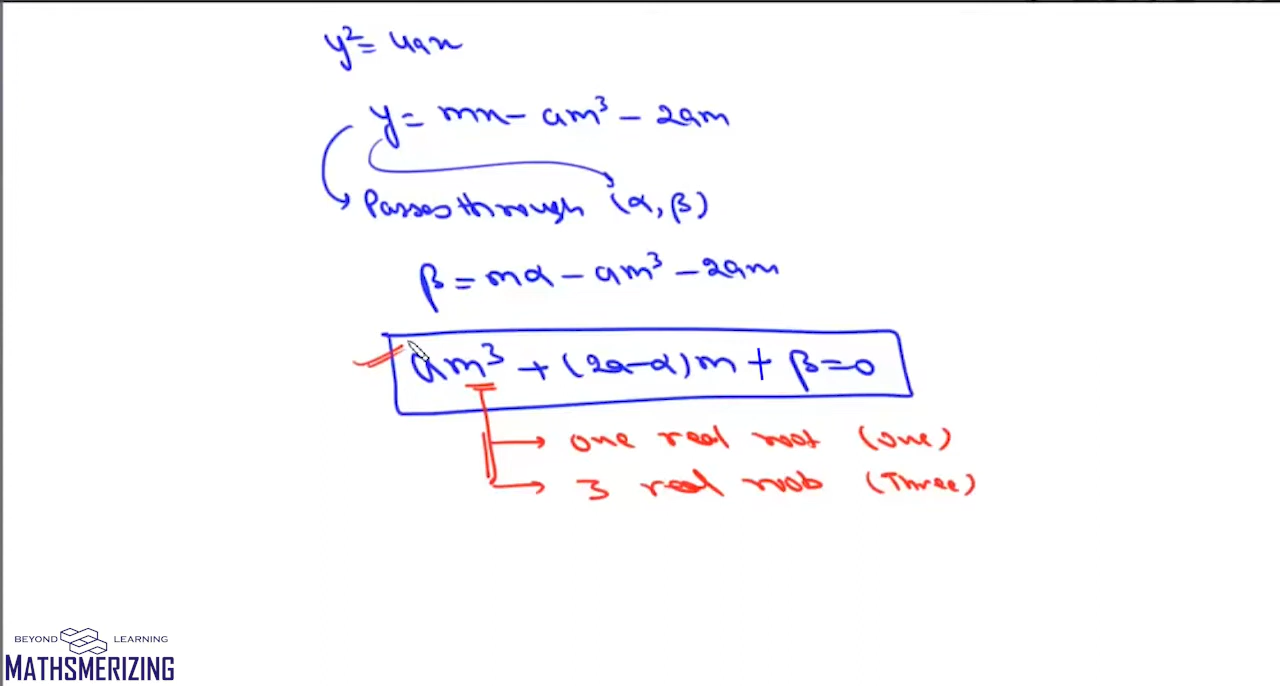 y² = 4ax
y = mx - am³ - 2am
Passes through (α, β)
β = mα - am³ - 2am
am³ + (2a-α)m + β = 0
one real root (one)
3 real roots (Three)
BEYOND LEARNING
MATHSMERIZING